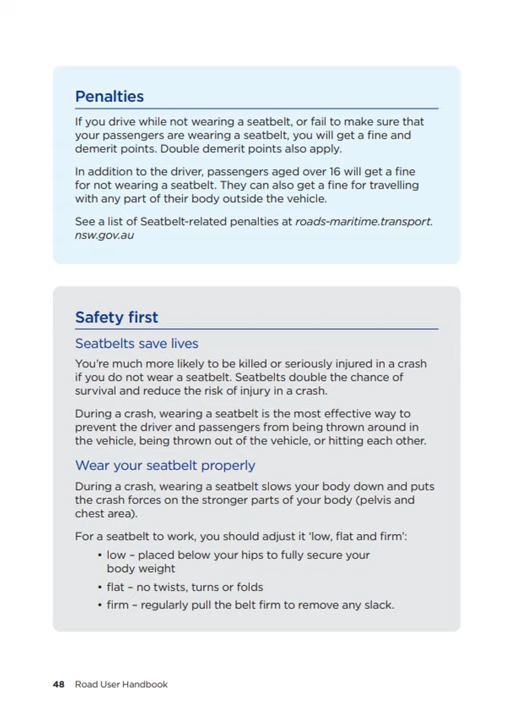 Penalties
If you drive while not wearing a seatbelt, or fail to make sure that
your passengers are wearing a seatbelt, you will get a fine and
demerit points. Double demerit points also apply.
In addition to the driver, passengers aged over 16 will get a fine
for not wearing a seatbelt. They can also get a fine for travelling
with any part of their body outside the vehicle.
See a list of Seatbelt-related penalties at roads-maritime.transport.
nsw.gov.au
Safety first
Seatbelts save lives
You’re much more likely to be killed or seriously injured in a crash
if you do not wear a seatbelt. Seatbelts double the chance of
survival and reduce the risk of injury in a crash.
During a crash, wearing a seatbelt is the most effective way to
prevent the driver and passengers from being thrown around in
the vehicle, being thrown out of the vehicle, or hitting each other.
Wear your seatbelt properly
During a crash, wearing a seatbelt slows your body down and puts
the crash forces on the stronger parts of your body (pelvis and
chest area).
For a seatbelt to work, you should adjust it ‘low, flat and firm’:
• low – placed below your hips to fully secure your
body weight
• flat – no twists, turns or folds
• firm – regularly pull the belt firm to remove any slack.
48 Road User Handbook